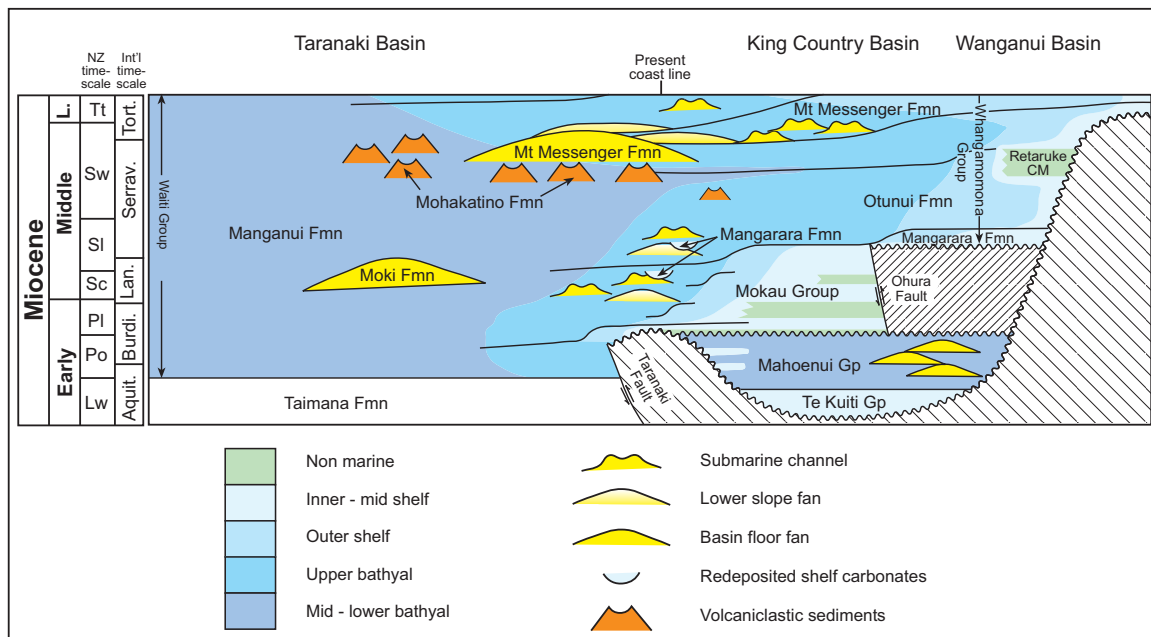 Taranaki Basin
King Country Basin
Wanganui Basin
NZ
time-
scale
Int'l
time-
scale
Present
coast line
Miocene
L.
Middle
Early
Tt
Sw
Sl
Sc
Pl
Po
Lw
Tort.
Serrav.
Lan.
Burdi.
Aquit.
Waiti Group
Mt Messenger Fmn
Mt Messenger Fmn
Whangamomona
Group
Retaruke
CM
Mohakatino Fmn
Otunui Fmn
Manganui Fmn
Mangarara Fmn
Mangarara Fmn
Moki Fmn
Mokau Group
Ohura
Fault
Mahoenui Gp
Taranaki
Fault
Taimana Fmn
Te Kuiti Gp
Non marine
Inner - mid shelf
Outer shelf
Upper bathyal
Mid - lower bathyal
Submarine channel
Lower slope fan
Basin floor fan
Redeposited shelf carbonates
Volcaniclastic sediments